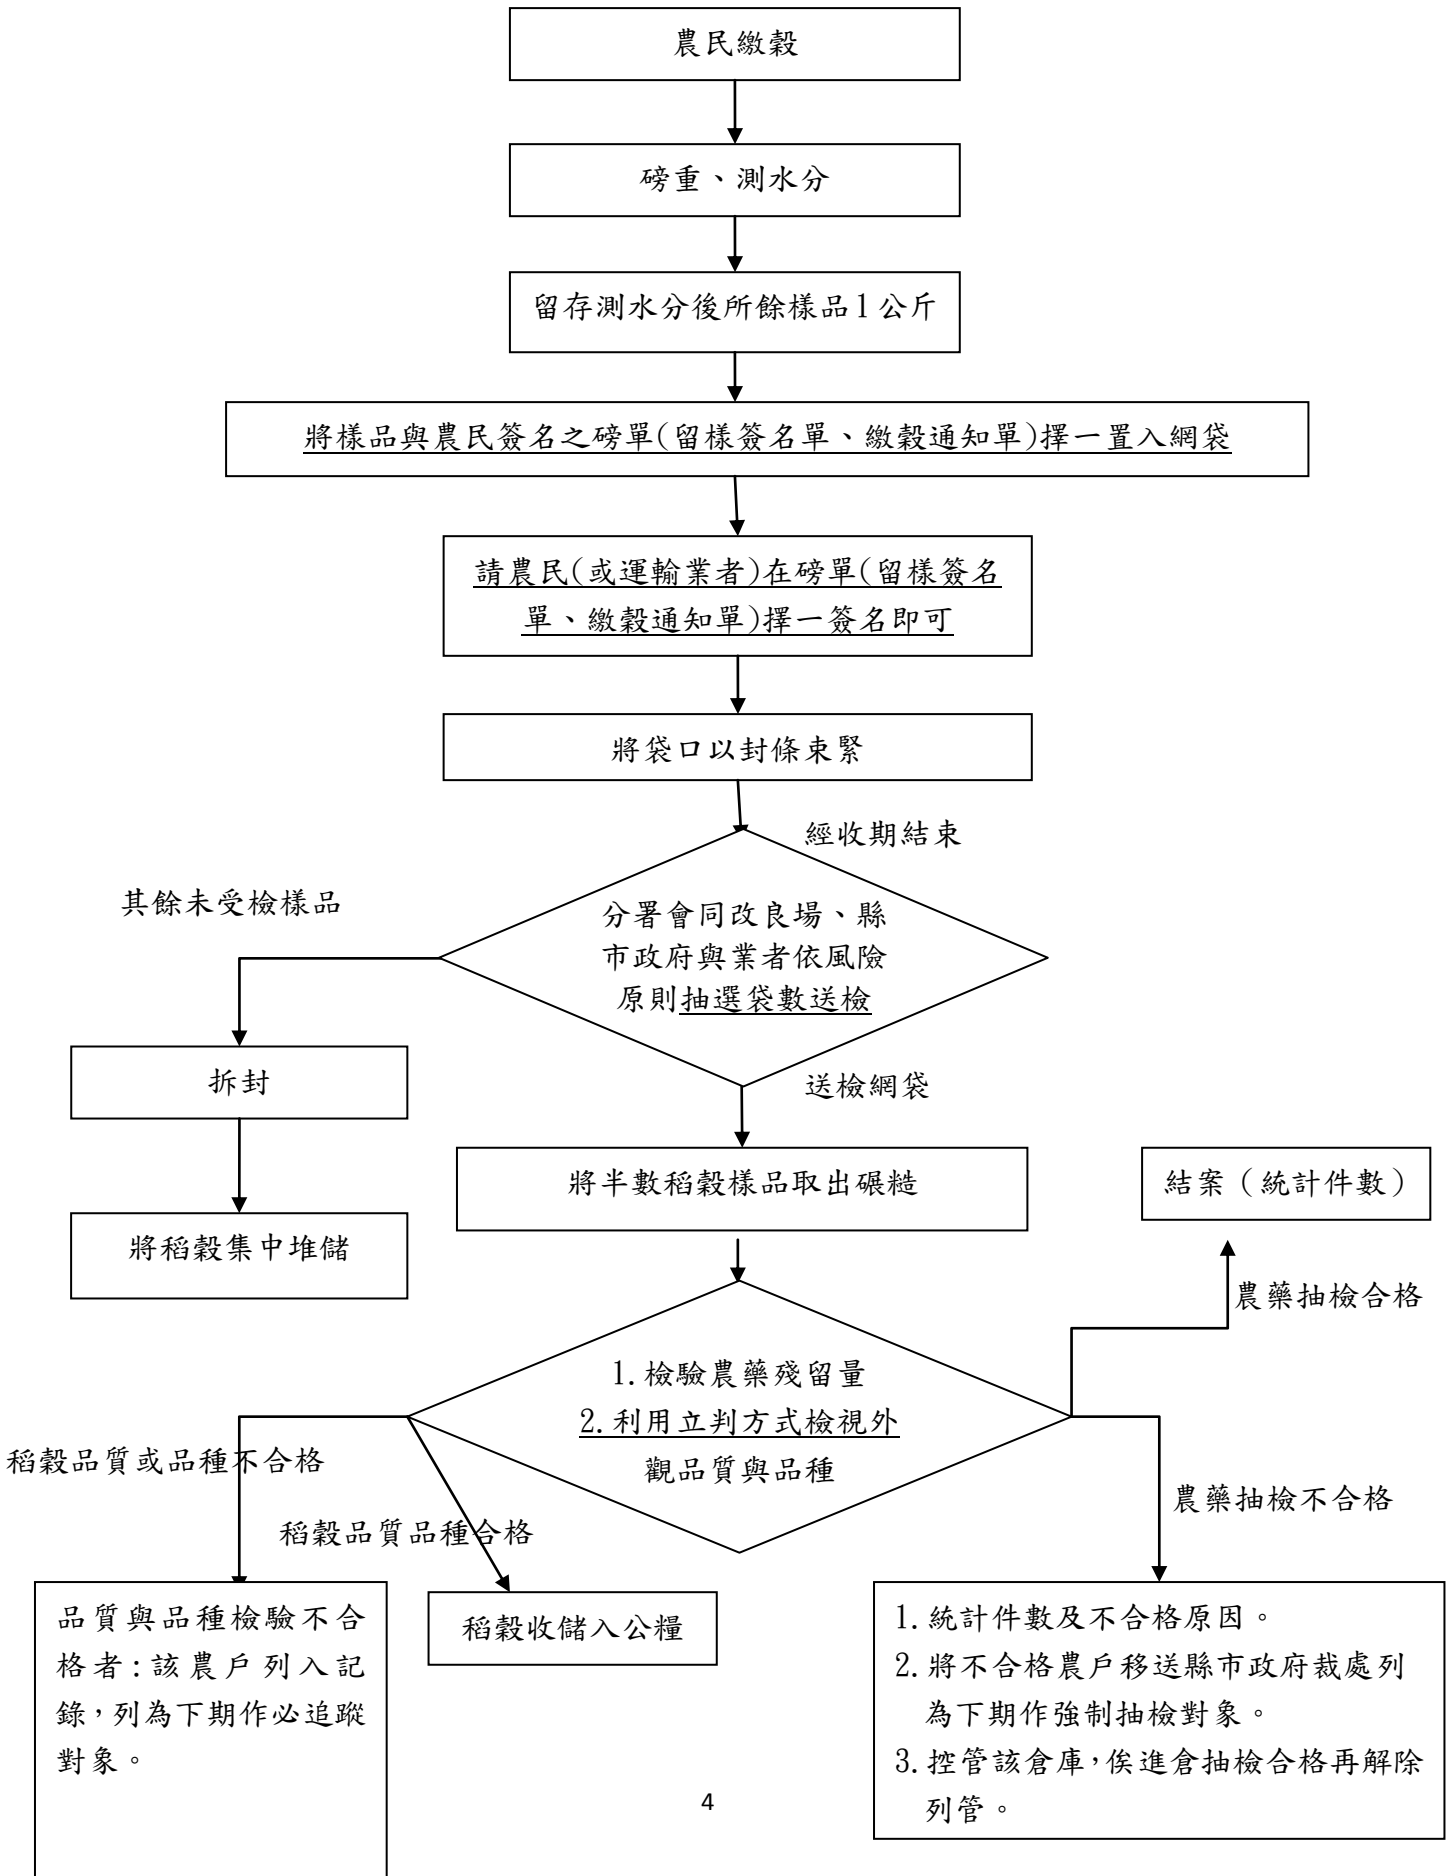 農民繳穀
磅重、測水分
留存測水分後所餘樣品1公斤
將樣品與農民簽名之磅單(留樣簽名單、繳穀通知單)擇一置入網袋
請農民(或運輸業者)在磅單(留樣簽名
單、繳穀通知單)擇一簽名即可
將袋口以封條束緊
經收期結束
其餘未受檢樣品
分署會同改良場、縣
市政府與業者依風險
原則抽選袋數送檢
拆封
送檢網袋
將半數稻穀樣品取出碾糙
結案（統計件數）
將稻穀集中堆儲
農藥抽檢合格
1.檢驗農藥殘留量
2.利用立判方式檢視外
觀品質與品種
稻穀品質或品種不合格
農藥抽檢不合格
稻穀品質品種合格
品質與品種檢驗不合
格者:該農戶列入記
錄,列為下期作必追蹤
對象。
稻穀收儲入公糧
1.統計件數及不合格原因。
2.將不合格農戶移送縣市政府裁處列
為下期作強制抽檢對象。
3.控管該倉庫,俟進倉抽檢合格再解除
列管。
4